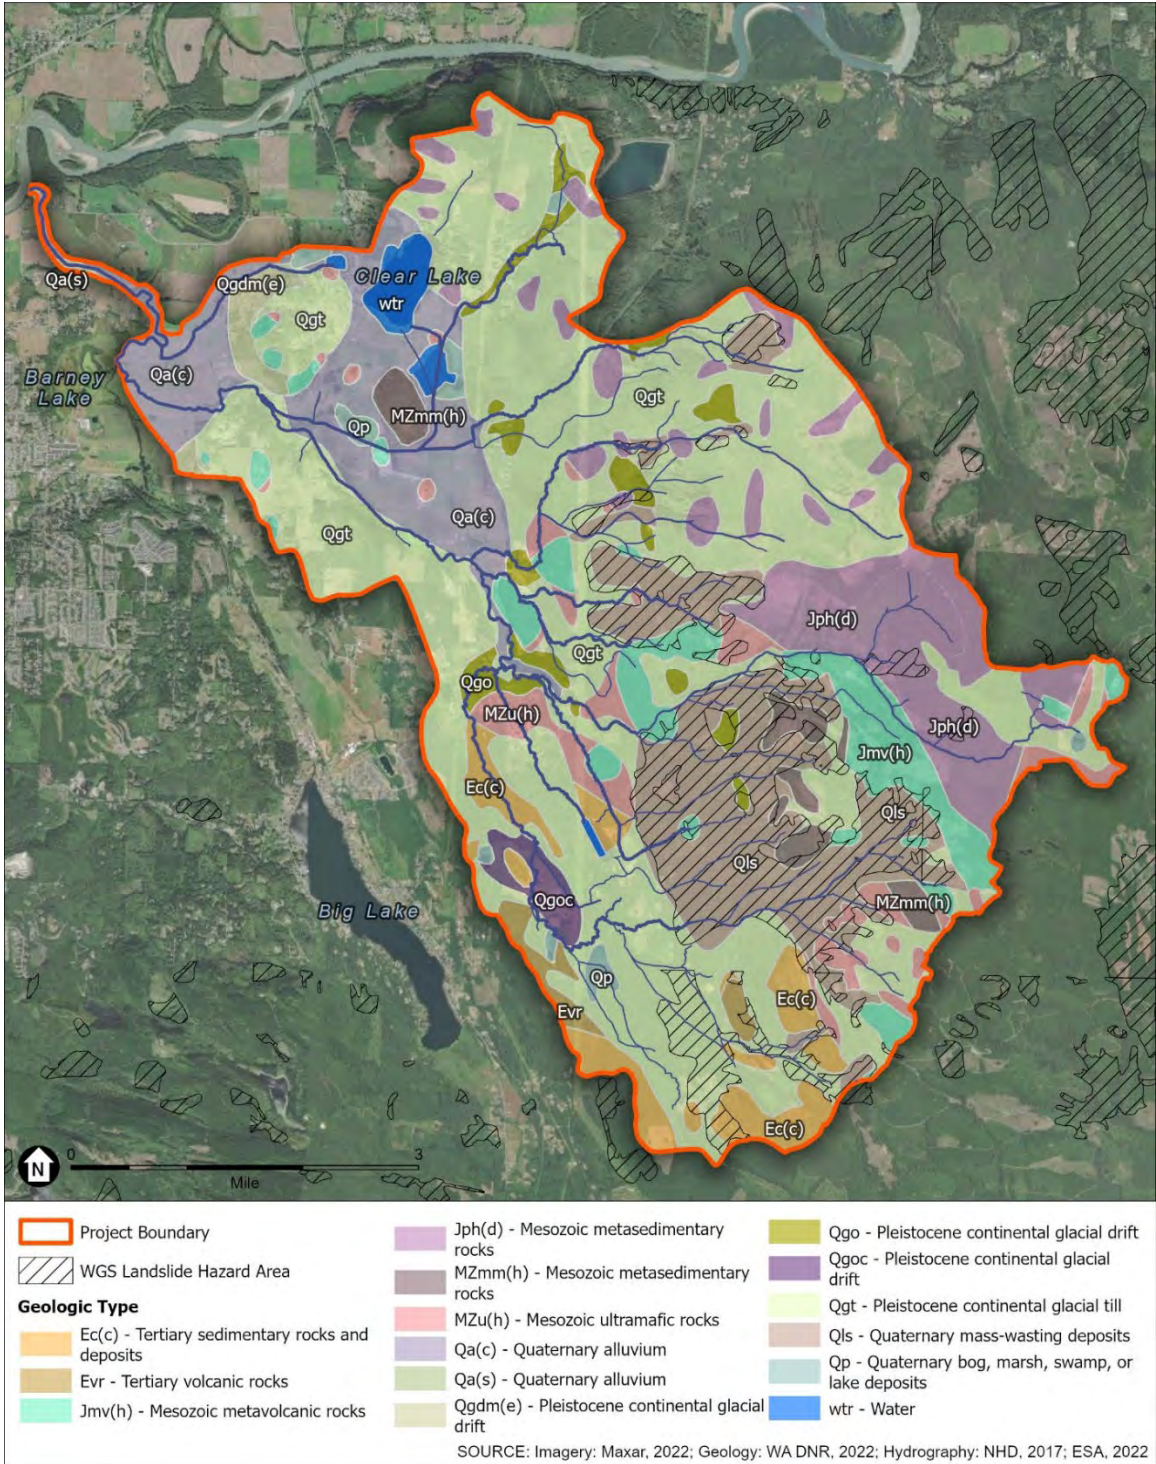 Qa(s)
Qgdm(e)
Clear Lake
wtr
Qgt
Barney
Lake
Qa(c)
MZmm(h)
Qp
Qgt
Qa(c)
Qgt
Jph(d)
Qgt
Qgo
MZu(h)
Jph(d)
Jmv(h)
Ec(c)
Qls
Qls
Qgoc
MZmm(h)
Big Lake
Qp
Ec(c)
Evr
Ec(c)
N
0 3
Mile
Project Boundary
WGS Landslide Hazard Area
Geologic Type
Ec(c) - Tertiary sedimentary rocks and
deposits
Evr - Tertiary volcanic rocks
Jmv(h) - Mesozoic metavolcanic rocks
Jph(d) - Mesozoic metasedimentary
rocks
MZmm(h) - Mesozoic metasedimentary
rocks
MZu(h) - Mesozoic ultramafic rocks
Qa(c) - Quaternary alluvium
Qa(s) - Quaternary alluvium
Qgdm(e) - Pleistocene continental glacial
drift
Qgo - Pleistocene continental glacial drift
Qgoc - Pleistocene continental glacial
drift
Qgt - Pleistocene continental glacial till
Qls - Quaternary mass-wasting deposits
Qp - Quaternary bog, marsh, swamp, or
lake deposits
wtr - Water
SOURCE: Imagery: Maxar, 2022; Geology: WA DNR, 2022; Hydrography: NHD, 2017; ESA, 2022